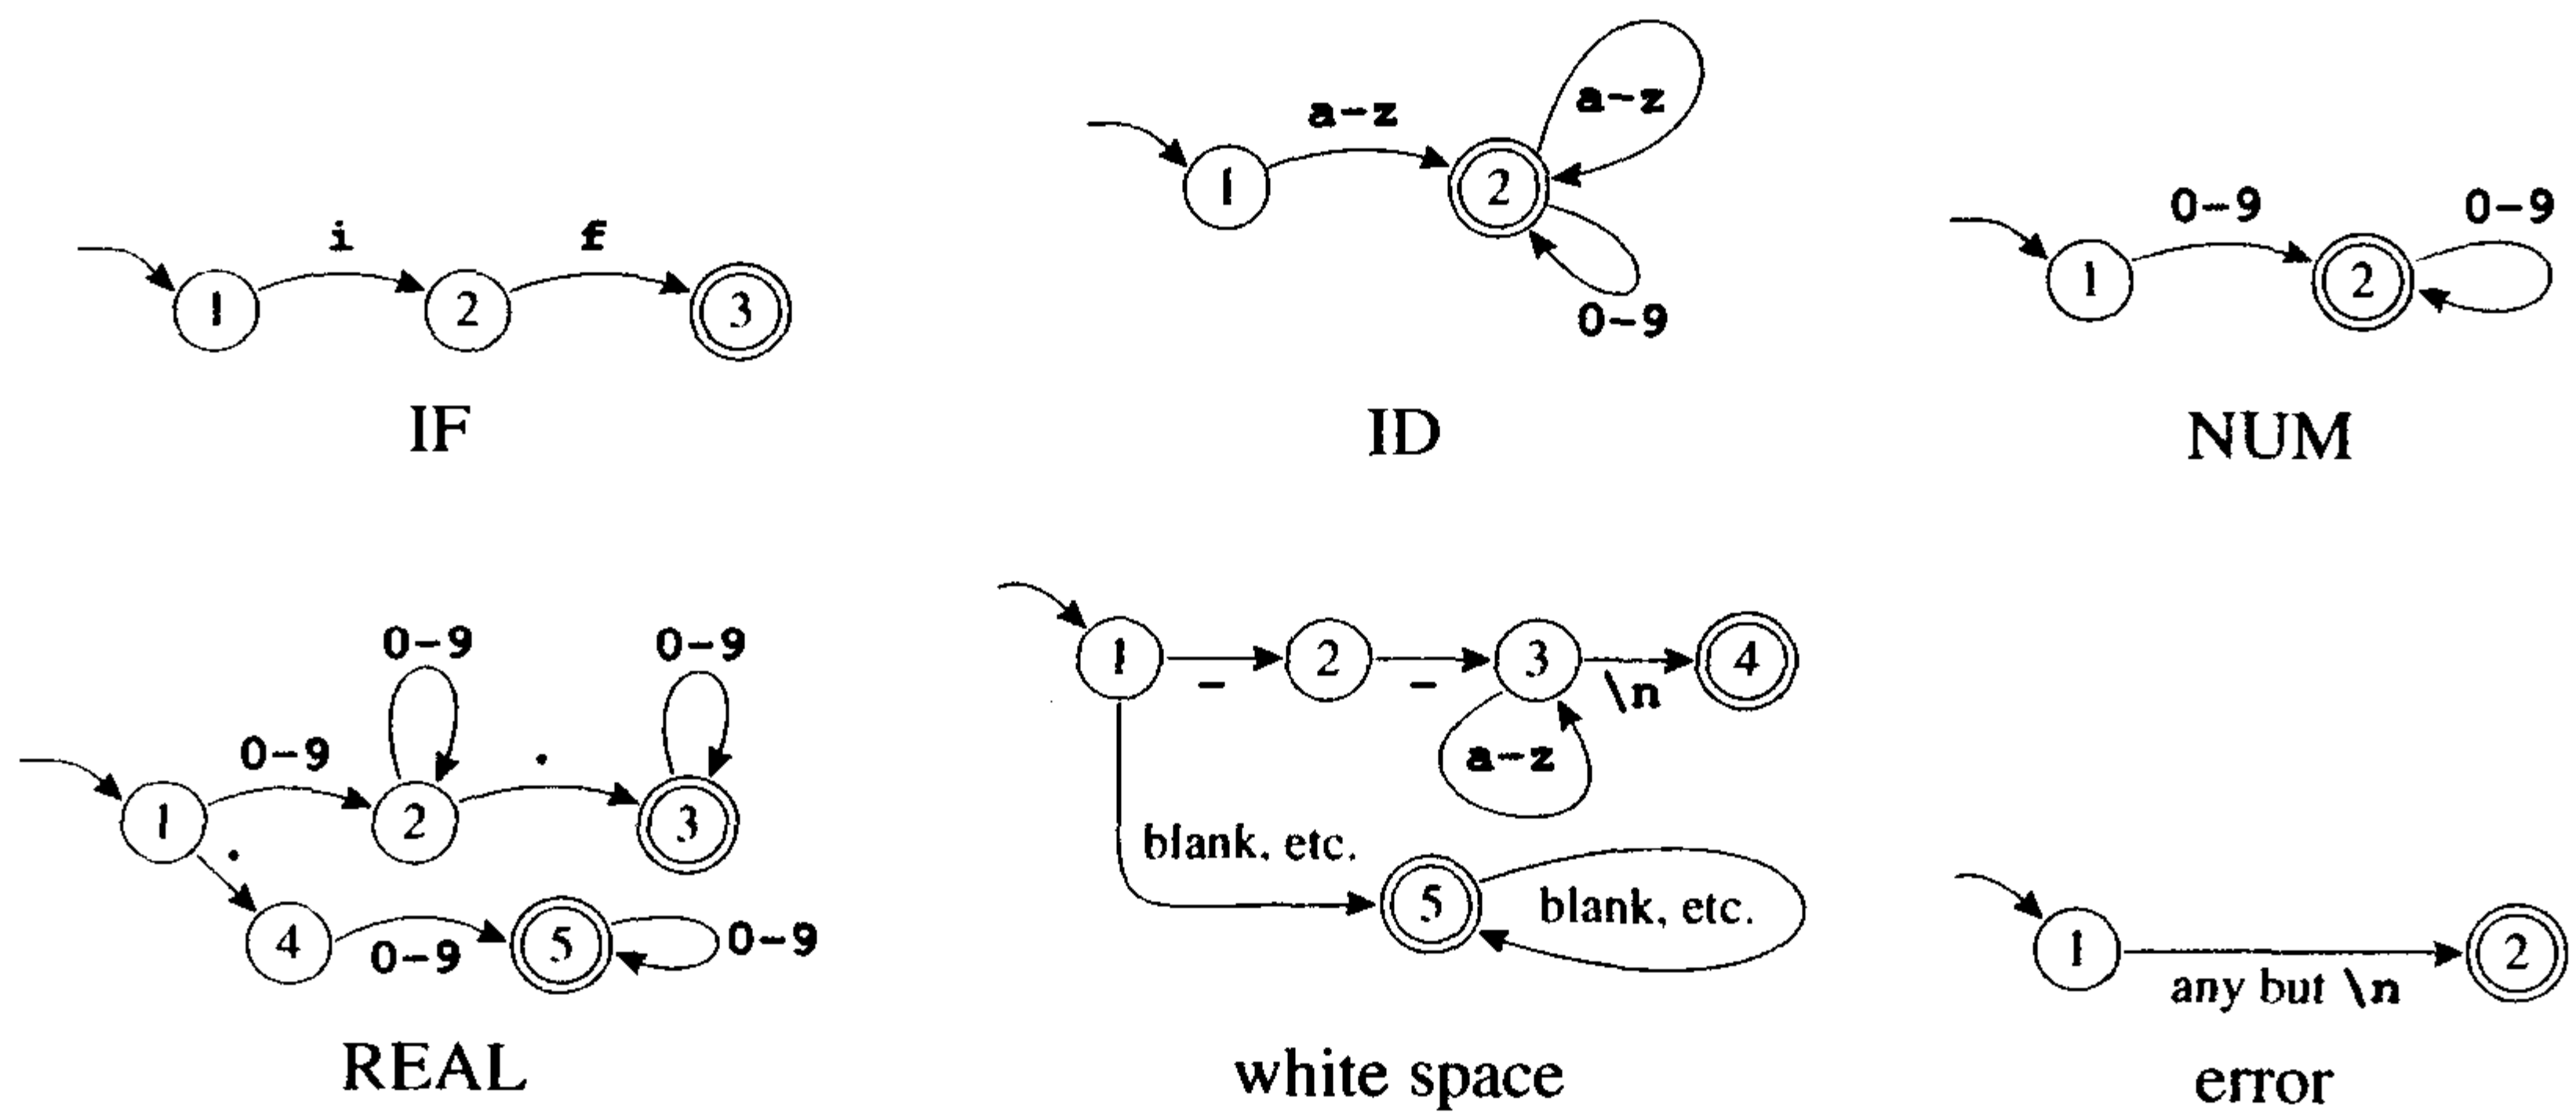 i f
1 2 3
IF
a-z
a-z
1 2
0-9
ID
0-9 0-9
1 2
NUM
0-9 0-9
0-9 .
1 2 3
.
4 0-9 5 0-9
REAL
1 - 2 - 3 \n 4
a-z
blank, etc.
5 blank, etc.
white space
1 2
any but \n
error